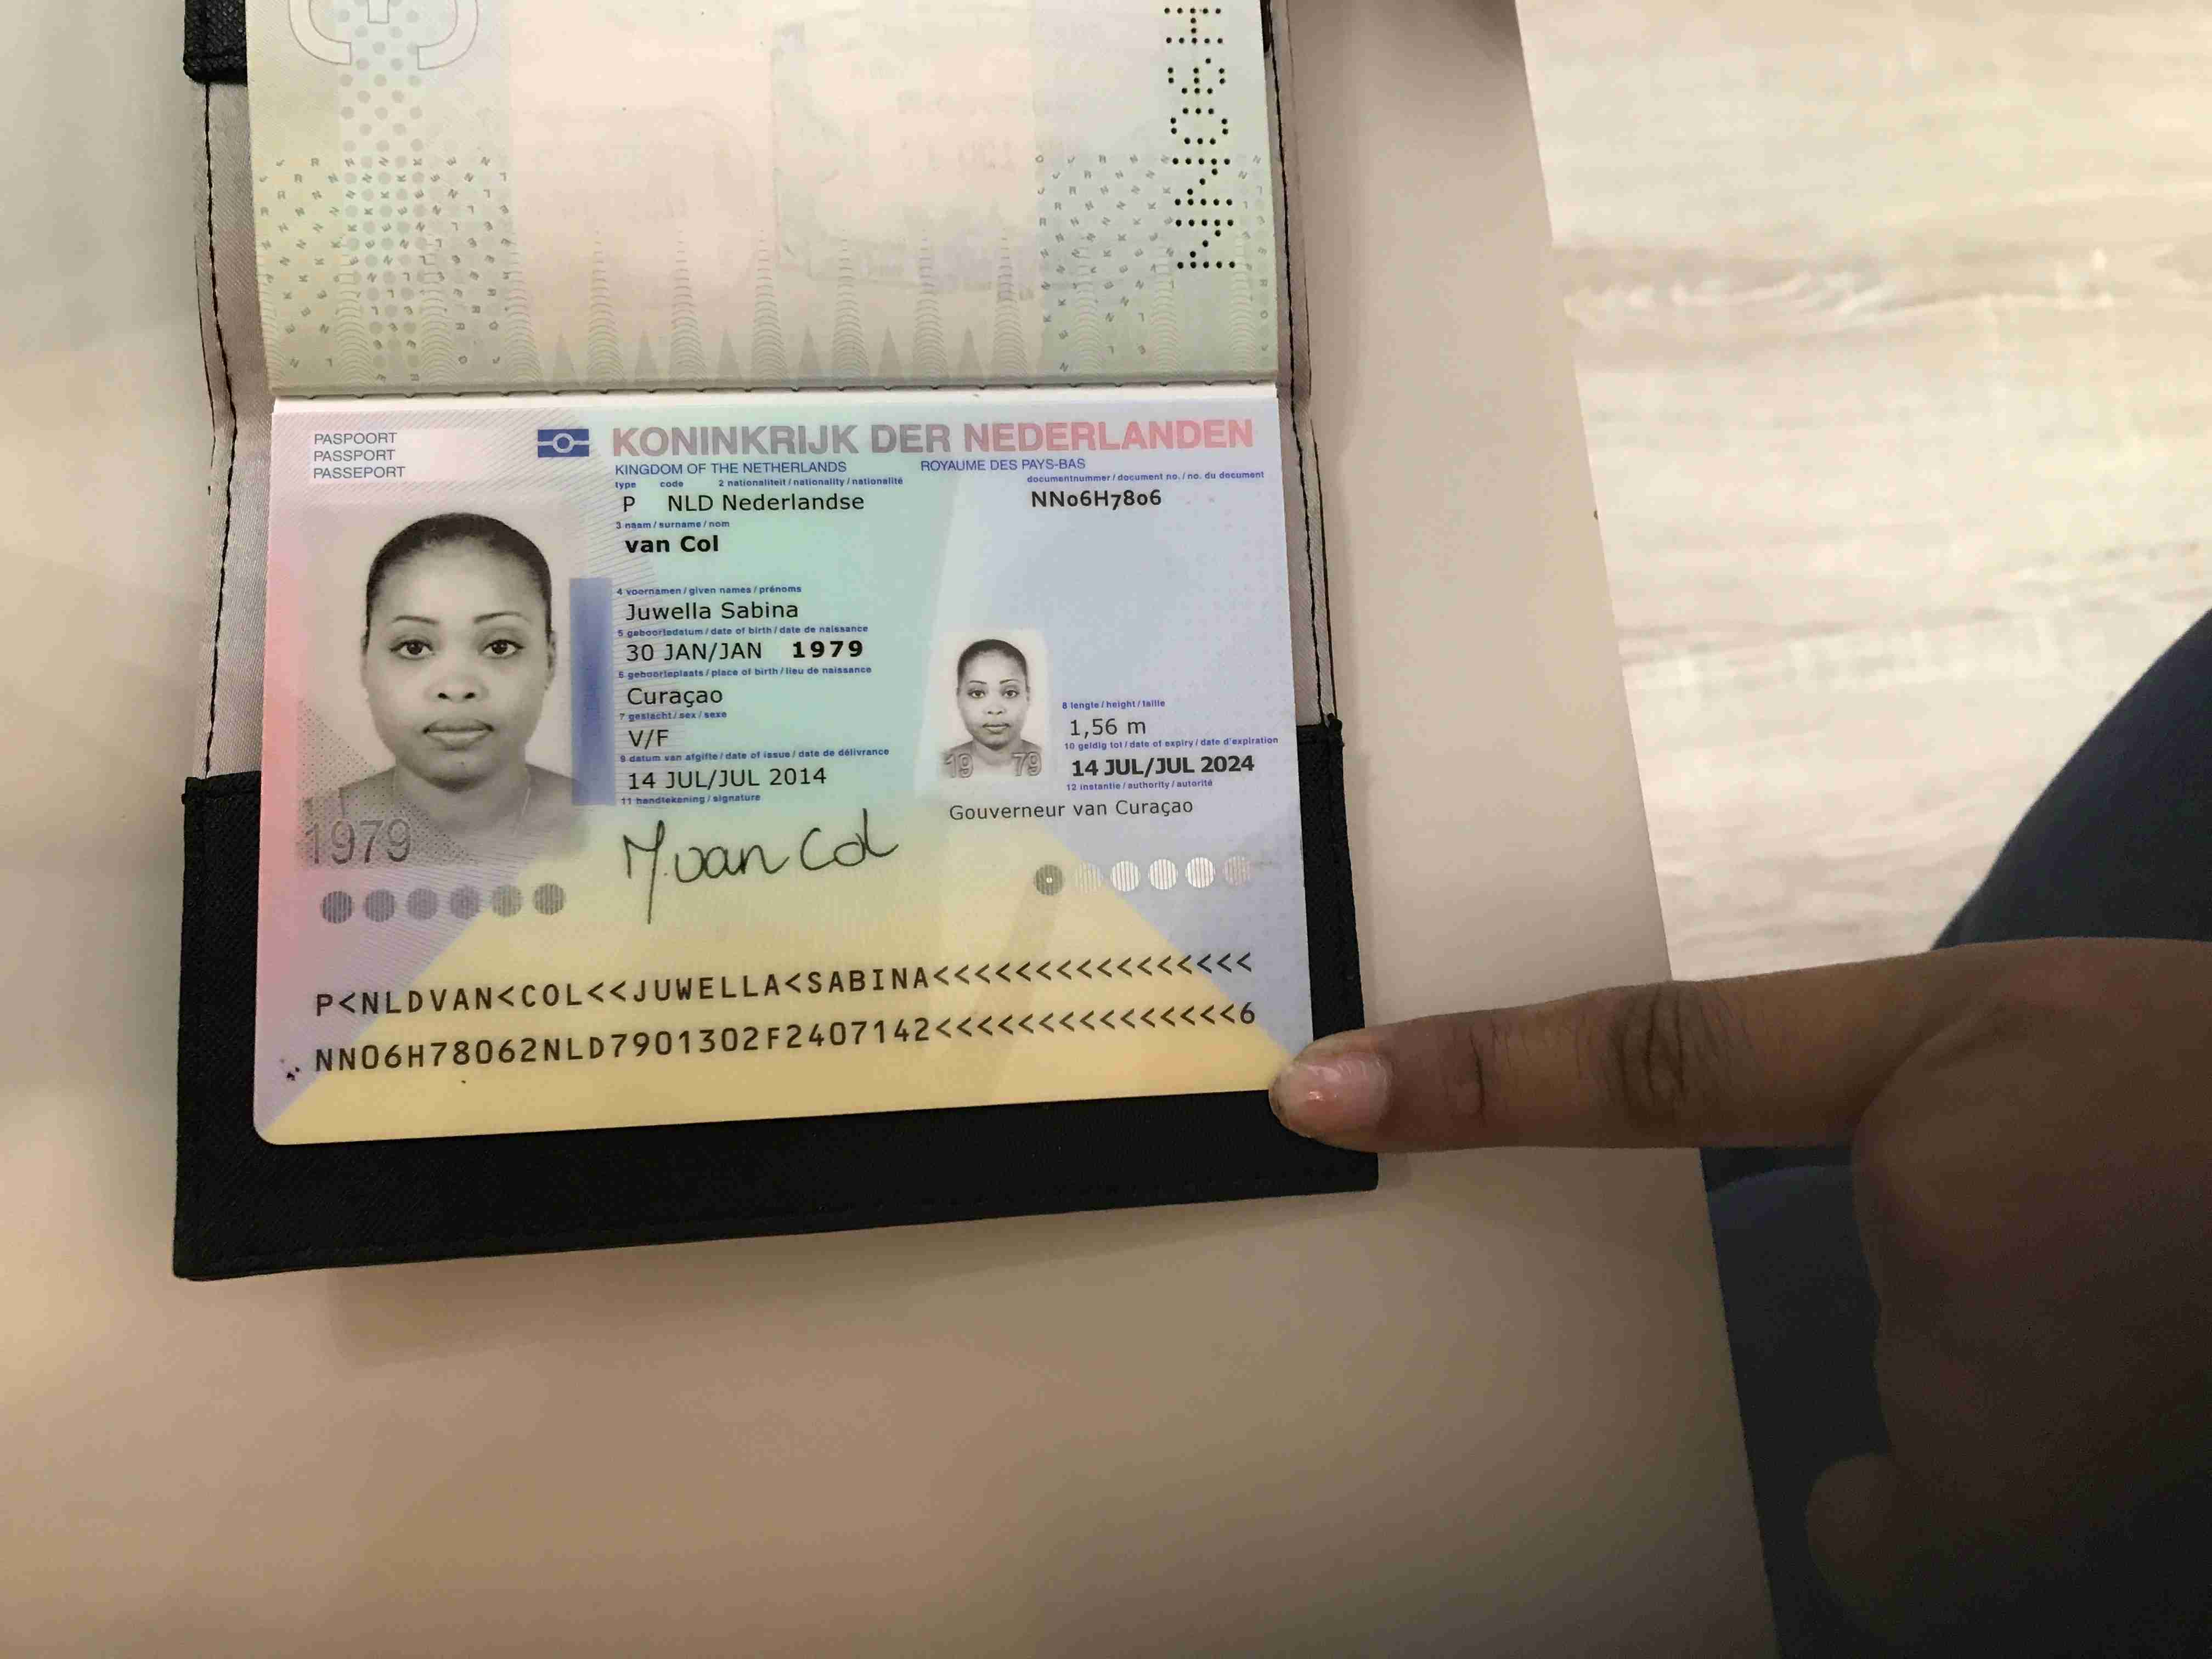 PASPOORT
PASSPORT
PASSEPORT
KONINKRIJK DER NEDERLANDEN
KINGDOM OF THE NETHERLANDS ROYAUME DES PAYS-BAS
type code 2 nationaliteit / nationality / nationalité documentnummer / document no. / no. du document
P NLD Nederlandse NN06H7806
3 naam / surname / nom
van Col
4 voornamen / given names / prénoms
Juwella Sabina
5 geboortedatum / date of birth / date de naissance
30 JAN/JAN 1979
6 geboorteplaats / place of birth / lieu de naissance
Curaçao
7 geslacht / sex / sexe 8 lengte / height / taille
V/F 1,56 m
9 datum van afgifte / date of issue / date de délivrance 10 geldig tot / date of expiry / date d'expiration
14 JUL/JUL 2014 14 JUL/JUL 2024
11 handtekening / signature 12 instantie / authority / autorité
Gouverneur van Curaçao
19 79
1979
van Col
P<NLDVAN<COL<<JUWELLA<SABINA<<<<<<<<<<<<<<<<
NN06H78062NLD7901302F2407142<<<<<<<<<<<<<<<6